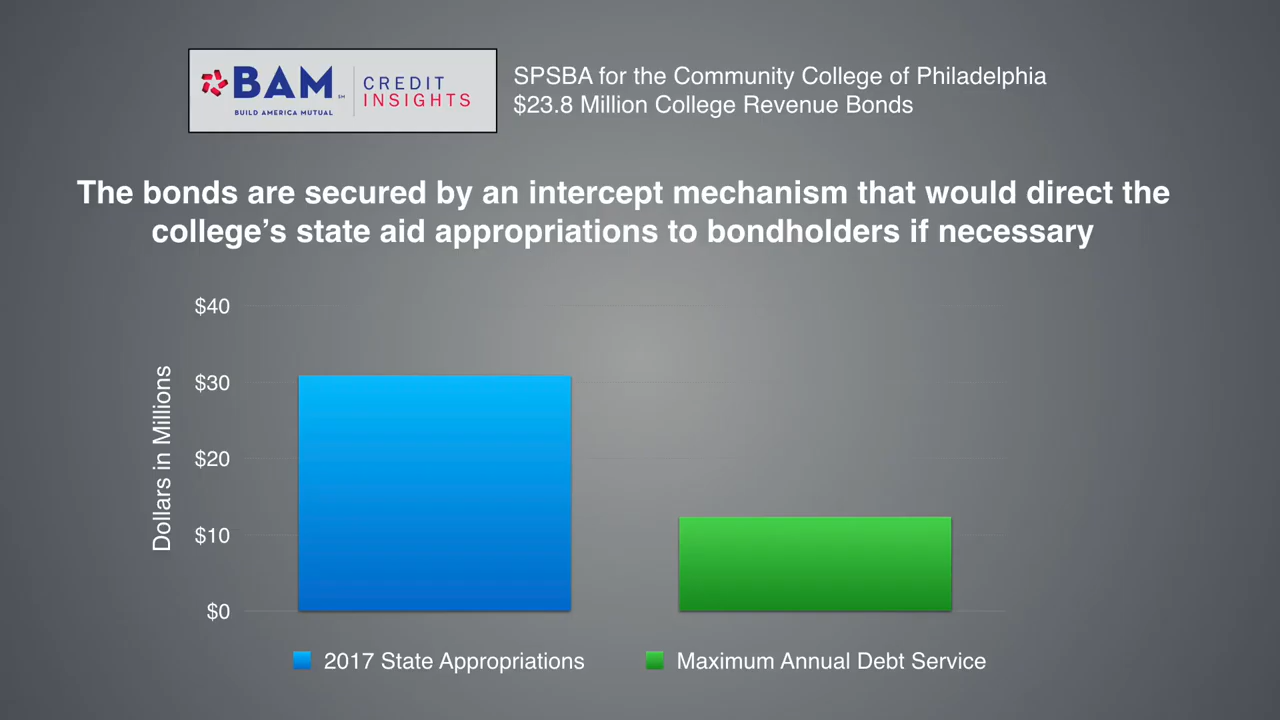 BAM SM
BUILD AMERICA MUTUAL
CREDIT
INSIGHTS
SPSBA for the Community College of Philadelphia
$23.8 Million College Revenue Bonds
The bonds are secured by an intercept mechanism that would direct the
college’s state aid appropriations to bondholders if necessary
Dollars in Millions
$40
$30
$20
$10
$0
2017 State Appropriations
Maximum Annual Debt Service